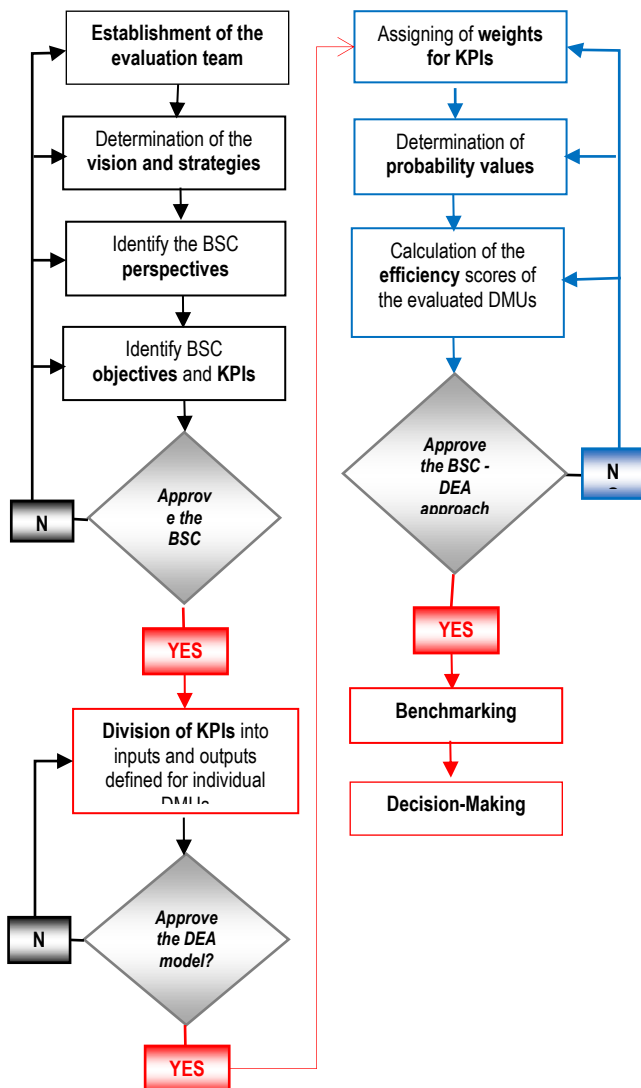 Establishment of the
evaluation team
Determination of the
vision and strategies
Identify the BSC
perspectives
Identify BSC
objectives and KPIs
Approv
e the
BSC
N
YES
Division of KPIs into
inputs and outputs
defined for individual
DMUs
Approve
the DEA
model?
N
YES
Assigning of weights
for KPIs
Determination of
probability values
Calculation of the
efficiency scores of
the evaluated DMUs
Approve
the BSC -
DEA
approach
N
YES
Benchmarking
Decision-Making